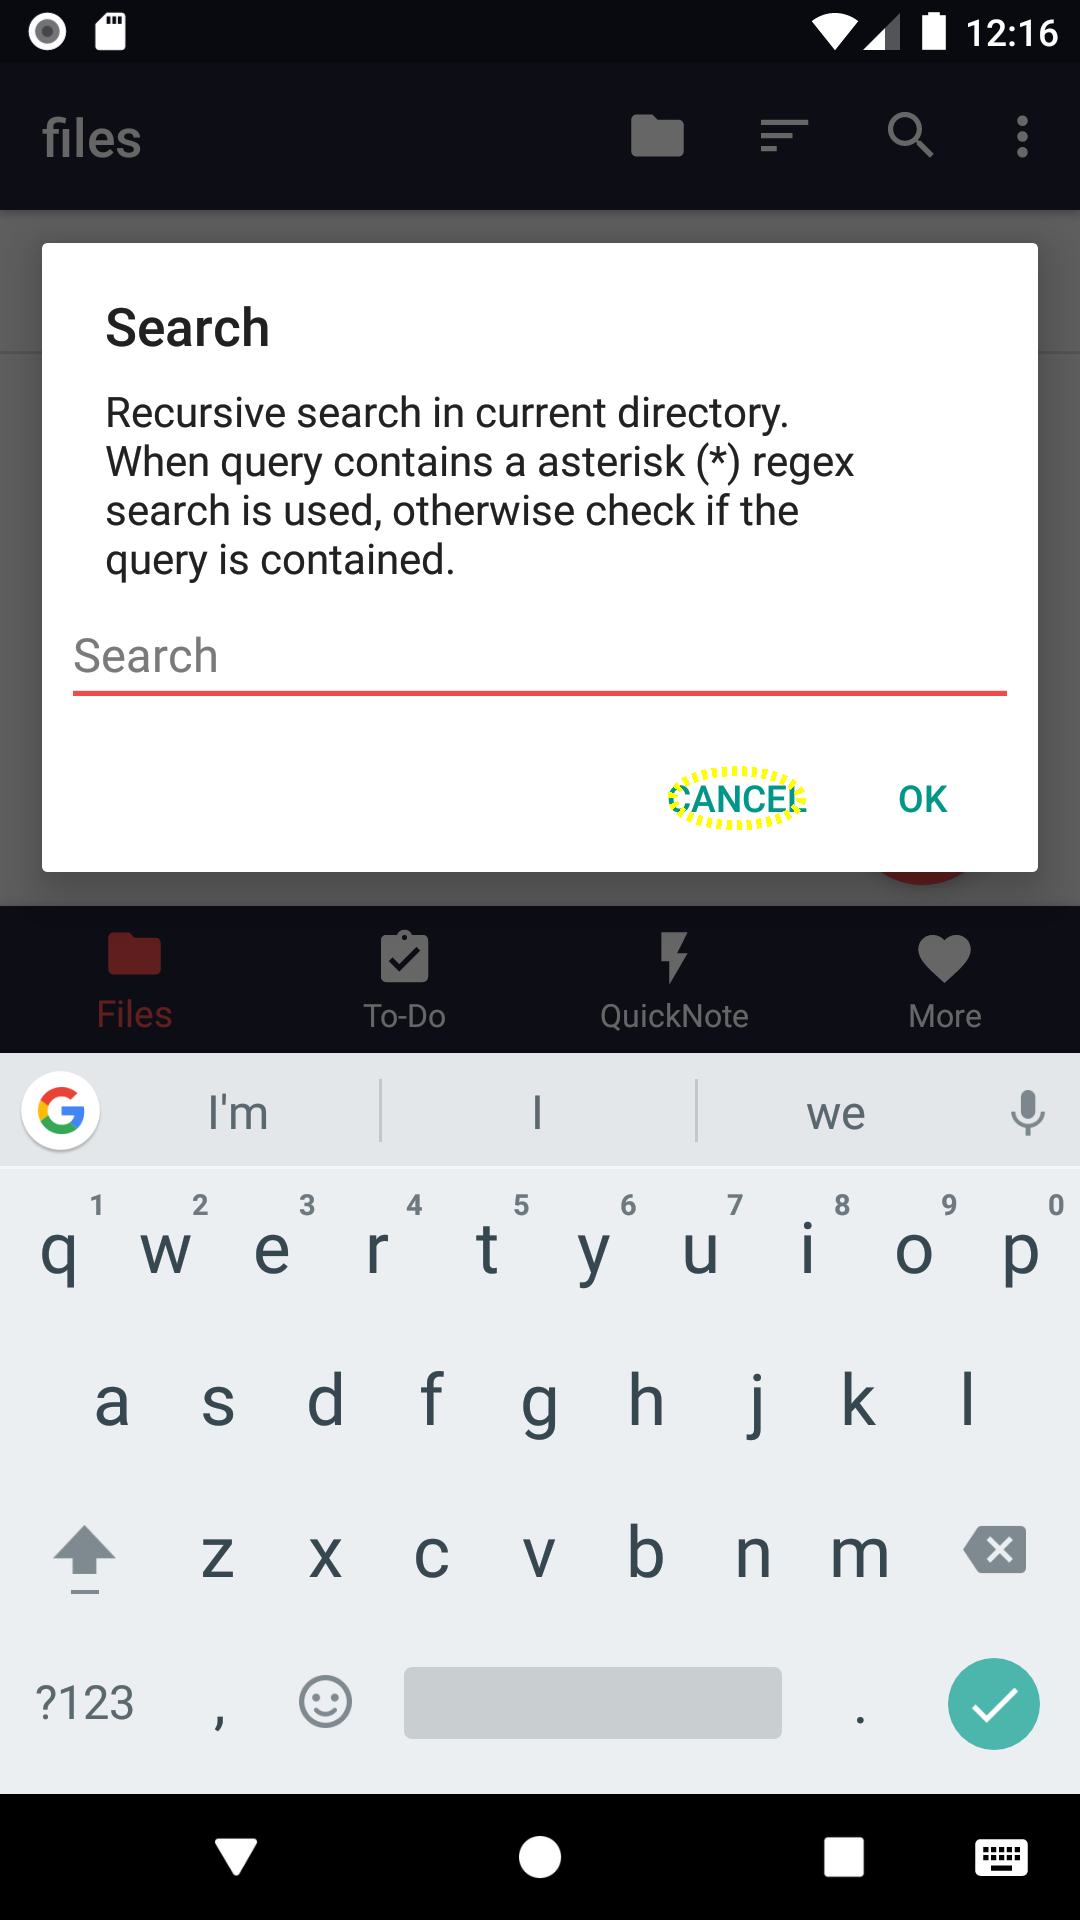 12:16
files
Search
Recursive search in current directory.
When query contains a asterisk (*) regex
search is used, otherwise check if the
query is contained.
Search
CANCEL OK
Files To-Do QuickNote More
I'm I we
1 2 3 4 5 6 7 8 9 0
q w e r t y u i o p
a s d f g h j k l
z x c v b n m
?123 , .